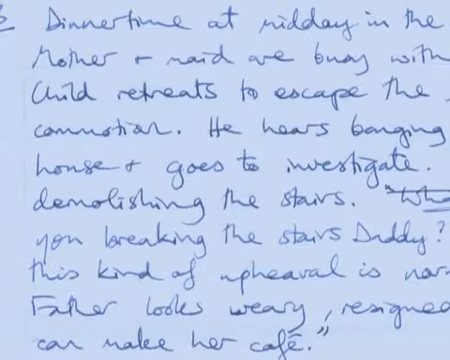 Dinnertime at midday in the
Mother + maid are busy with
Child retreats to escape the
commotion. He hears banging
house + goes to investigate.
demolishing the stairs.
you breaking the stairs Daddy?
this kind of upheaval is nor
Father looks weary, resigned
can make her café."